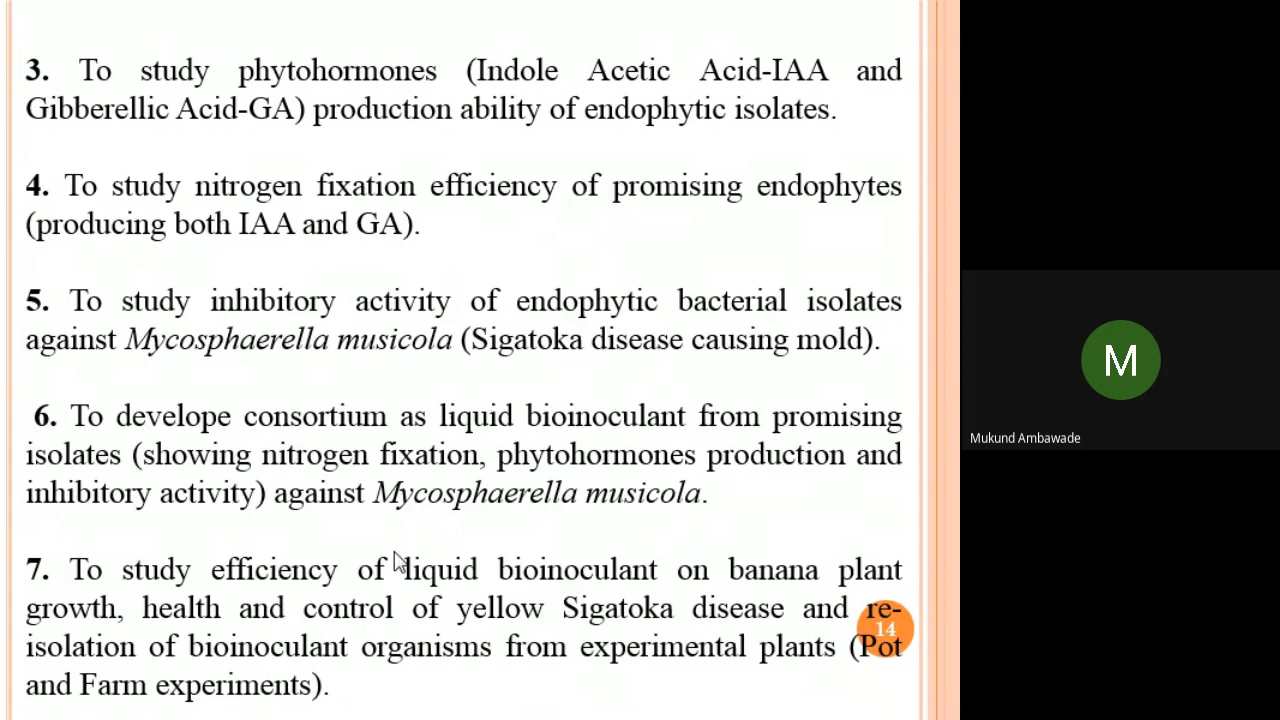 3. To study phytohormones (Indole Acetic Acid-IAA and
Gibberellic Acid-GA) production ability of endophytic isolates.
4. To study nitrogen fixation efficiency of promising endophytes
(producing both IAA and GA).
5. To study inhibitory activity of endophytic bacterial isolates
against Mycosphaerella musicola (Sigatoka disease causing mold).
6. To develope consortium as liquid bioinoculant from promising
isolates (showing nitrogen fixation, phytohormones production and
inhibitory activity) against Mycosphaerella musicola.
7. To study efficiency of liquid bioinoculant on banana plant
growth, health and control of yellow Sigatoka disease and re-
isolation of bioinoculant organisms from experimental plants (Pot
and Farm experiments).
14
M
Mukund Ambawade